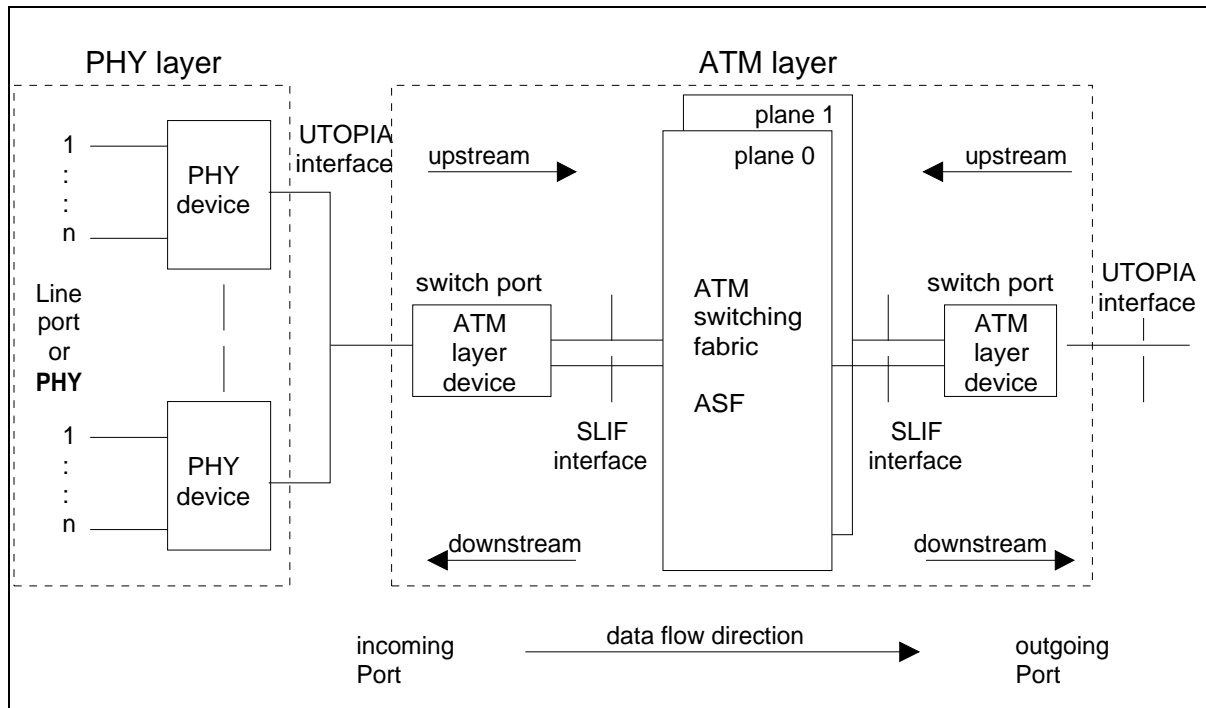 PHY layer
ATM layer
1
:
:
n
PHY
device
UTOPIA
interface
Line
port
or
PHY
1
:
:
n
PHY
device
upstream
plane 1
plane 0
upstream
switch port
ATM
layer
device
SLIF
interface
ATM
switching
fabric
ASF
switch port
ATM
layer
device
SLIF
interface
UTOPIA
interface
downstream
downstream
incoming
Port
data flow direction
outgoing
Port